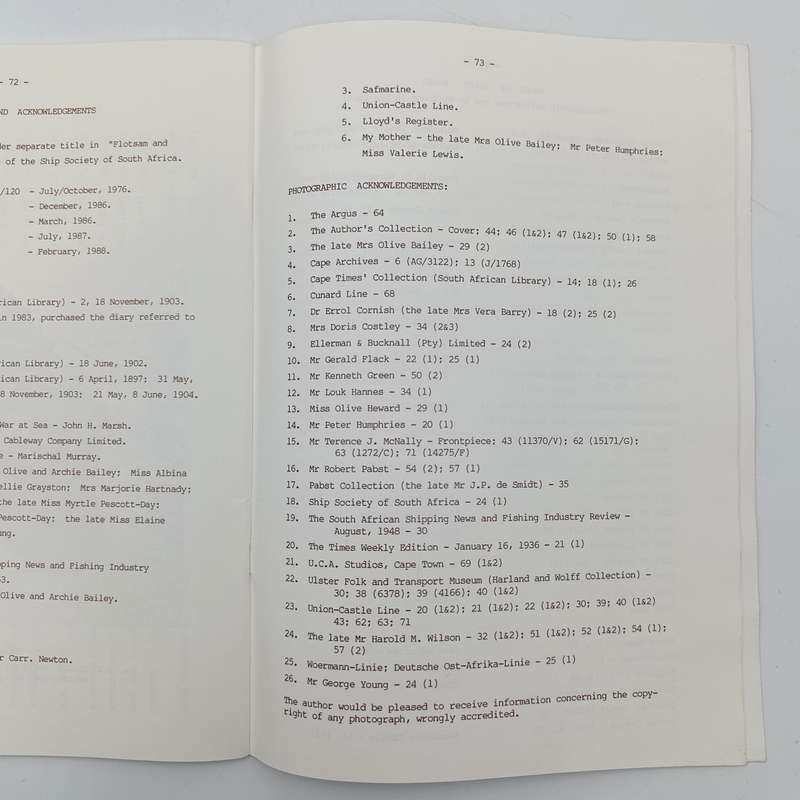 - 72 -
ND ACKNOWLEDGEMENTS
der separate title in "Flotsam and
of the Ship Society of South Africa.
/120 - July/October, 1976.
- December, 1986.
- March, 1986.
- July, 1987.
- February, 1988.
rican Library) - 2, 18 November, 1903.
in 1983, purchased the diary referred to
rican Library) - 18 June, 1902.
rican Library) - 6 April, 1897: 31 May,
8 November, 1903: 21 May, 8 June, 1904.
War at Sea - John H. Marsh.
Cableway Company Limited.
e - Marischal Murray.
Olive and Archie Bailey; Miss Albina
ellie Grayston; Mrs Marjorie Hartnady;
the late Miss Myrtle Pescott-Day:
Pescott-Day: the late Miss Elaine
ung.
pping News and Fishing Industry
53.
Olive and Archie Bailey.
r Carr. Newton.
- 73 -
3. Safmarine.
4. Union-Castle Line.
5. Lloyd's Register.
6. My Mother - the late Mrs Olive Bailey; Mr Peter Humphries:
Miss Valerie Lewis.
PHOTOGRAPHIC ACKNOWLEDGEMENTS:
1. The Argus - 64
2. The Author's Collection - Cover; 44; 46 (1&2); 47 (1&2); 50 (1); 58
3. The late Mrs Olive Bailey - 29 (2)
4. Cape Archives - 6 (AG/3122); 13 (J/1768)
5. Cape Times' Collection (South African Library) - 14; 18 (1); 26
6. Cunard Line - 68
7. Dr Errol Cornish (the late Mrs Vera Barry) - 18 (2); 25 (2)
8. Mrs Doris Costley - 34 (2&3)
9. Ellerman & Bucknall (Pty) Limited - 24 (2)
10. Mr Gerald Flack - 22 (1); 25 (1)
11. Mr Kenneth Green - 50 (2)
12. Mr Louk Hannes - 34 (1)
13. Miss Olive Heward - 29 (1)
14. Mr Peter Humphries - 20 (1)
15. Mr Terence J. McNally - Frontpiece; 43 (11370/V); 62 (15171/G);
63 (1272/C); 71 (14275/P)
16. Mr Robert Pabst - 54 (2); 57 (1)
17. Pabst Collection (the late Mr J.P. de Smidt) - 35
18. Ship Society of South Africa - 24 (1)
19. The South African Shipping News and Fishing Industry Review -
August, 1948 - 30
20. The Times Weekly Edition - January 16, 1936 - 21 (1)
21. U.C.A. Studios, Cape Town - 69 (1&2)
22. Ulster Folk and Transport Museum (Harland and Wolff Collection) -
30; 38 (6378); 39 (4166); 40 (1&2)
23. Union-Castle Line - 20 (1&2); 21 (1&2); 22 (1&2); 30; 39; 40 (1&2)
43; 62; 63; 71
24. The late Mr Harold M. Wilson - 32 (1&2); 51 (1&2); 52 (1&2); 54 (1);
57 (2)
25. Woermann-Linie; Deutsche Ost-Afrika-Linie - 25 (1)
26. Mr George Young - 24 (1)
The author would be pleased to receive information concerning the copy-
right of any photograph, wrongly accredited.